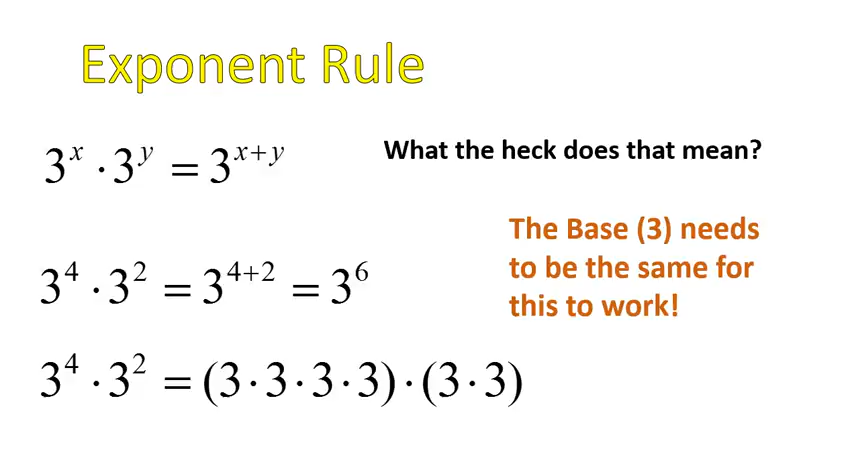 Exponent Rule
3^x · 3^y = 3^{x+y}
What the heck does that mean?
The Base (3) needs
to be the same for
this to work!
3^4 · 3^2 = 3^{4+2} = 3^6
3^4 · 3^2 = (3 · 3 · 3 · 3) · (3 · 3)